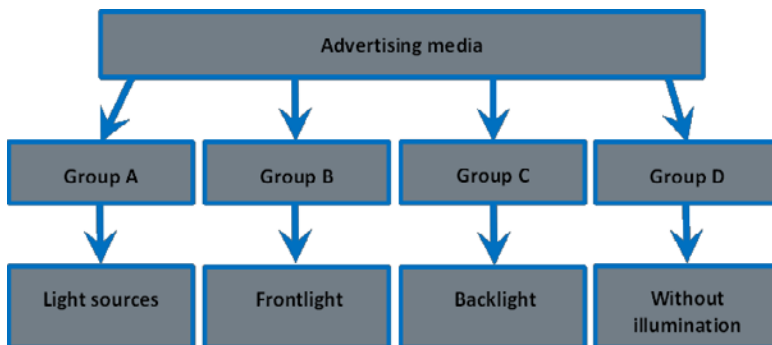 Advertising media
Group A
Group B
Group C
Group D
Light sources
Frontlight
Backlight
Without
illumination